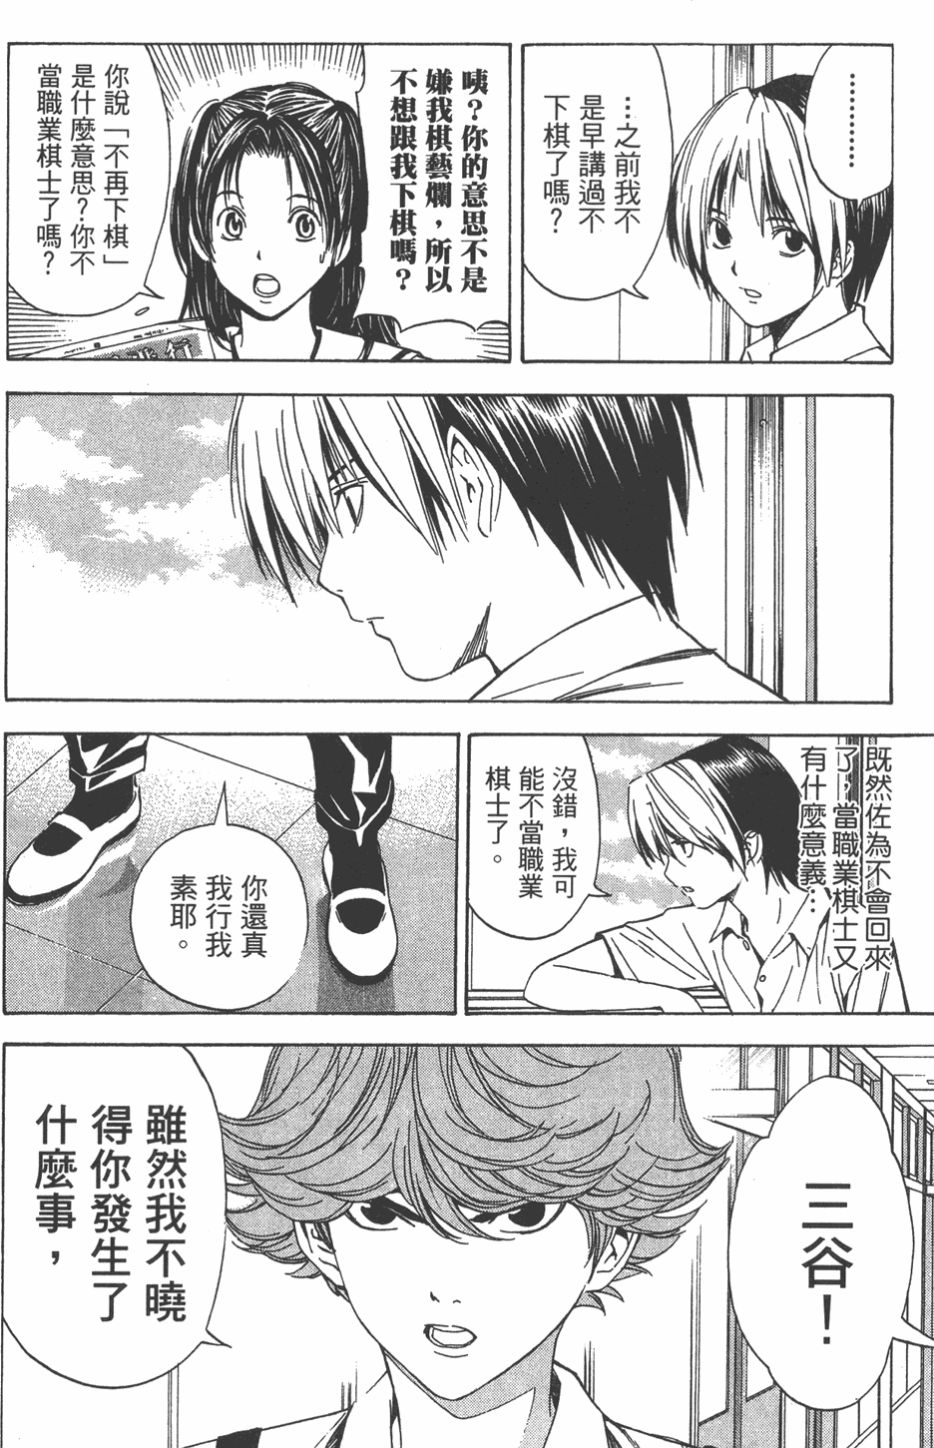 ………
…之前我不
是早講過不
下棋了嗎？
咦？你的意思不是
嫌我棋藝爛，所以
不想跟我下棋嗎？
你說「不再下棋」
是什麼意思？你不
當職業棋士了嗎？
既然佐為不會回來
了，當職業棋士又
有什麼意義…
沒錯，我可
能不當職業
棋士了。
你還真
我行我
素耶。
三谷！
雖然我不曉
得你發生了
什麼事，